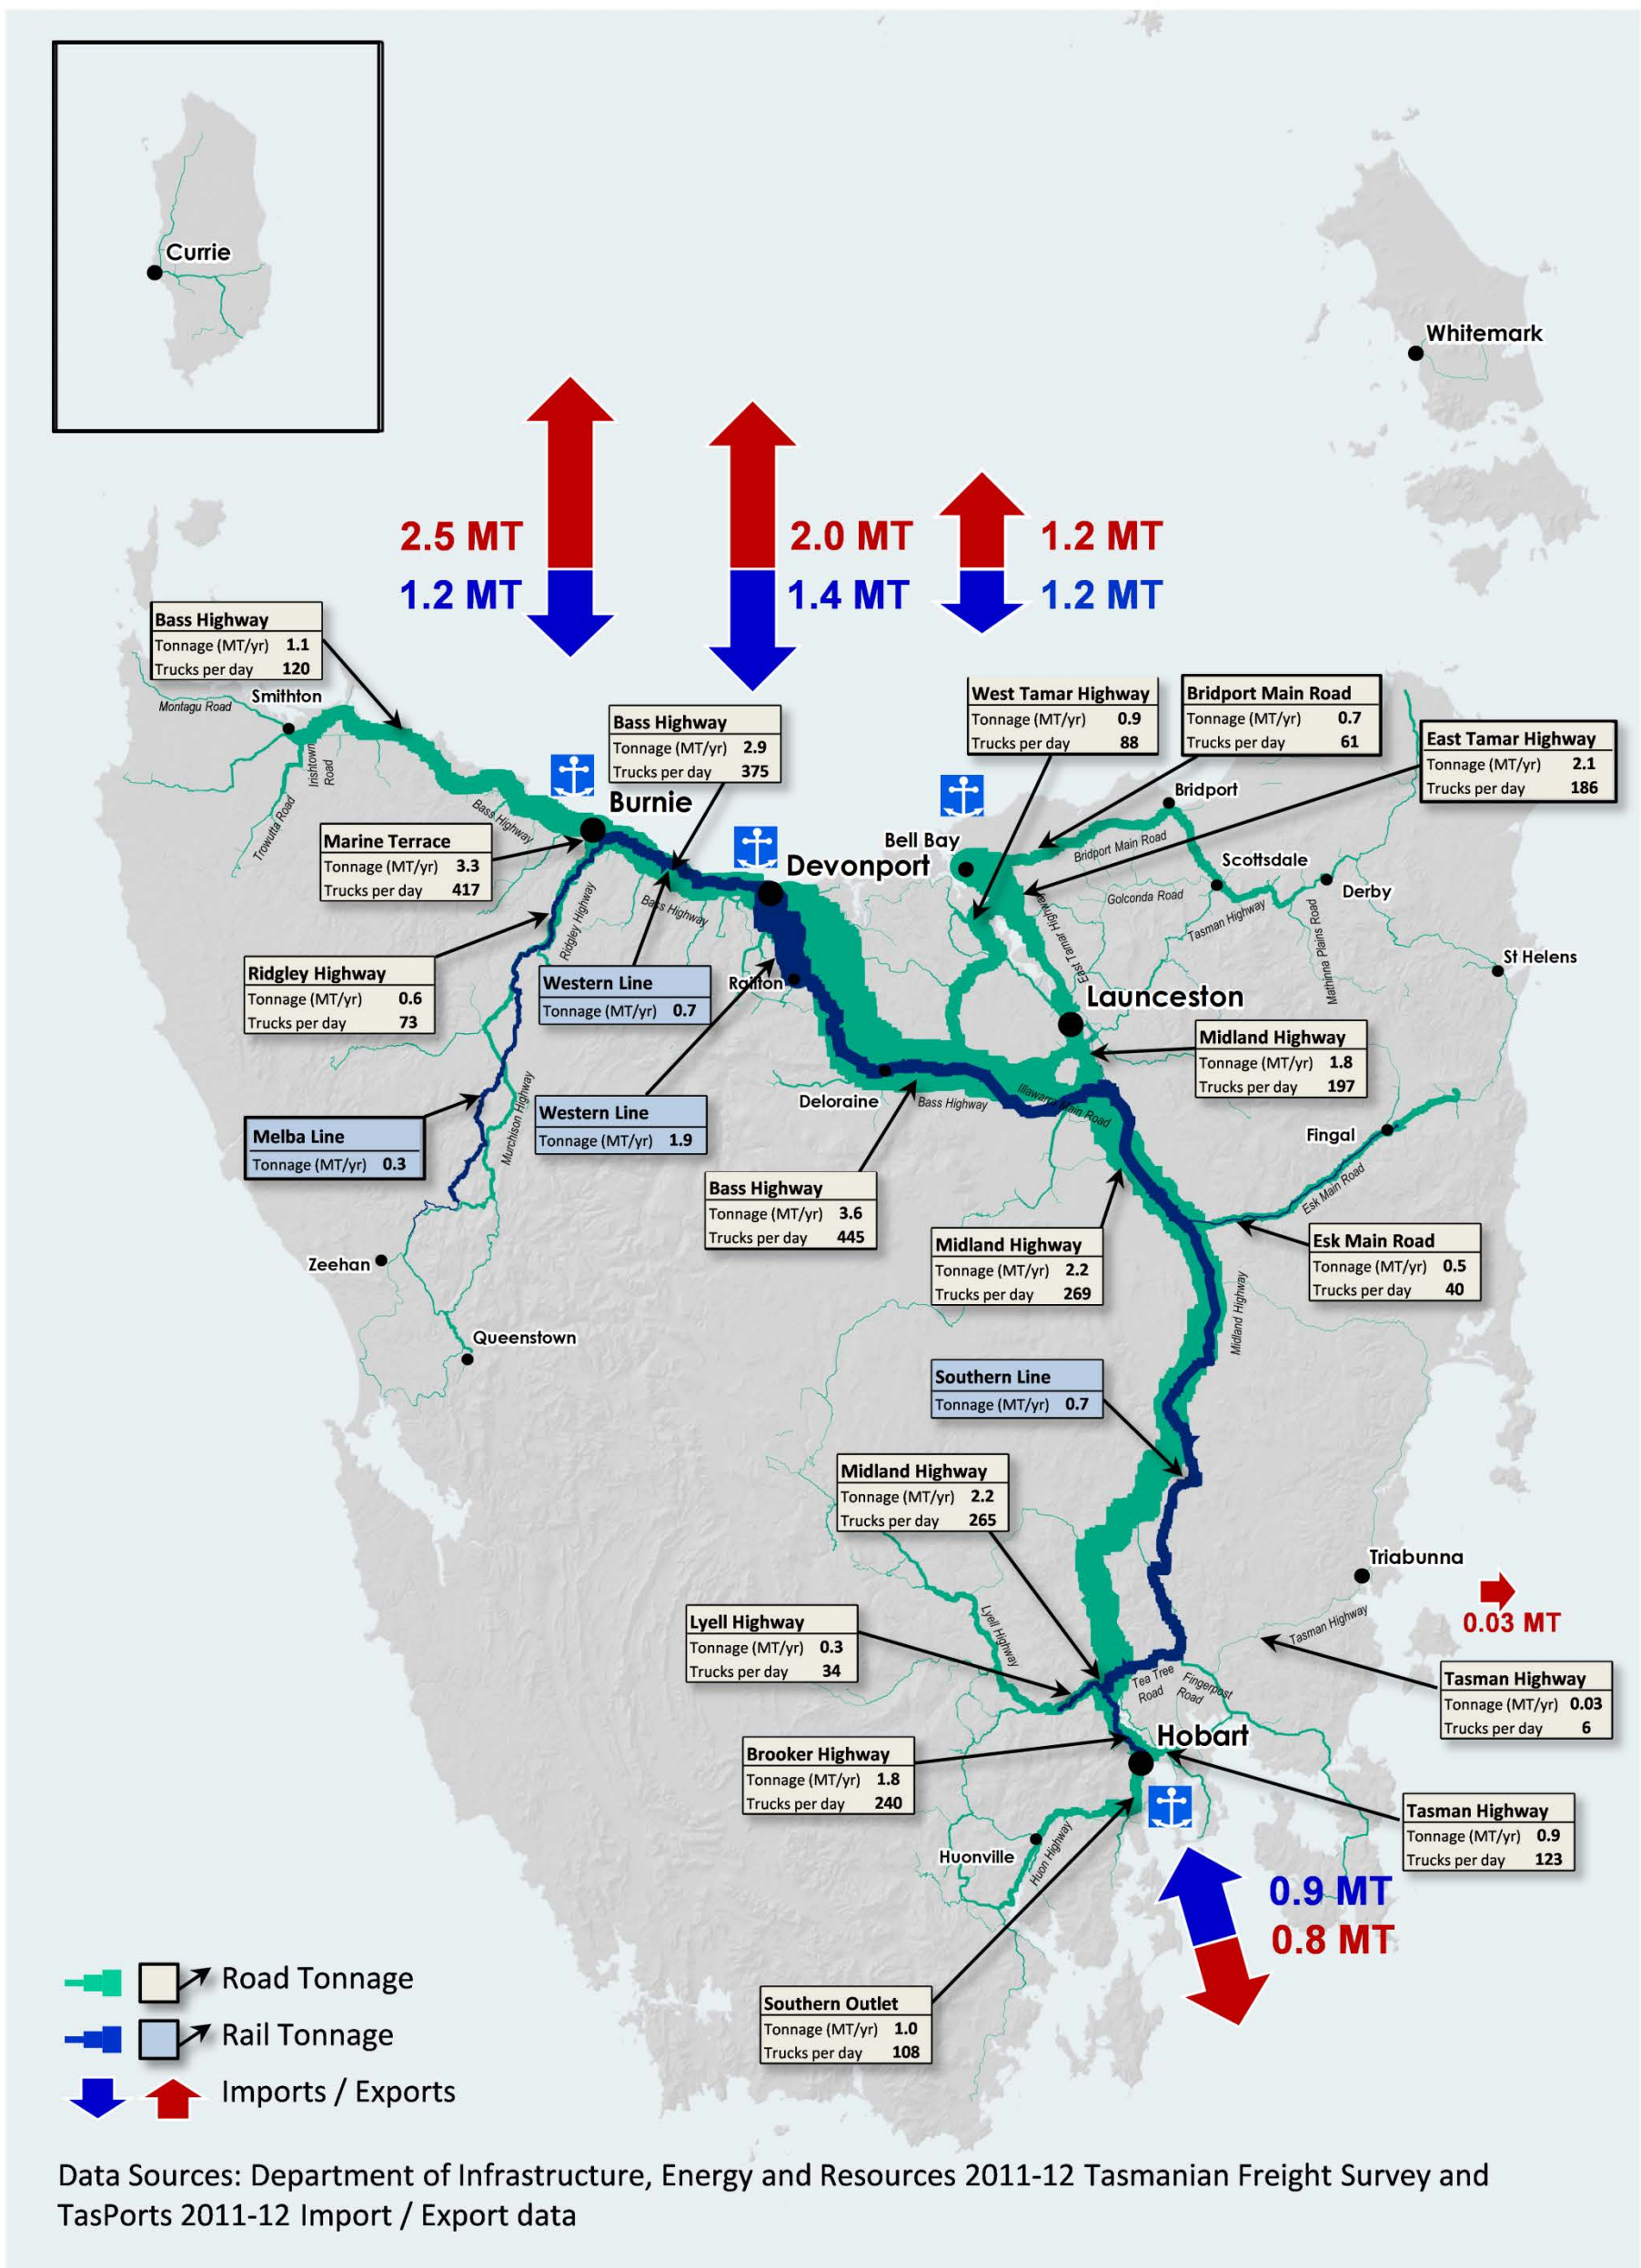 Currie
Whitemark
2.5 MT
1.2 MT
2.0 MT
1.4 MT
1.2 MT
1.2 MT
Bass Highway
Tonnage (MT/yr) 1.1
Trucks per day 120
Smithton
Montagu Road
Irishtown
Road
Trowutta Road
Bass Highway
Bass Highway
Tonnage (MT/yr) 2.9
Trucks per day 375
Burnie
West Tamar Highway
Tonnage (MT/yr) 0.9
Trucks per day 88
Bridport Main Road
Tonnage (MT/yr) 0.7
Trucks per day 61
East Tamar Highway
Tonnage (MT/yr) 2.1
Trucks per day 186
Marine Terrace
Tonnage (MT/yr) 3.3
Trucks per day 417
Devonport
Bell Bay
Bridport
Bridport Main Road
Scottsdale
Derby
Golconda Road
Tasman Highway
Mathinna Plains Road
East Tamar Highway
St Helens
Bass Highway
Ridgley Highway
Ridgley Highway
Tonnage (MT/yr) 0.6
Trucks per day 73
Western Line
Tonnage (MT/yr) 0.7
Railton
Launceston
Midland Highway
Tonnage (MT/yr) 1.8
Trucks per day 197
Murchison Highway
Melba Line
Tonnage (MT/yr) 0.3
Western Line
Tonnage (MT/yr) 1.9
Deloraine
Bass Highway
Illawarra Main Road
Fingal
Esk Main Road
Bass Highway
Tonnage (MT/yr) 3.6
Trucks per day 445
Midland Highway
Tonnage (MT/yr) 2.2
Trucks per day 269
Esk Main Road
Tonnage (MT/yr) 0.5
Trucks per day 40
Zeehan
Queenstown
Midland Highway
Southern Line
Tonnage (MT/yr) 0.7
Midland Highway
Tonnage (MT/yr) 2.2
Trucks per day 265
Triabunna
0.03 MT
Tasman Highway
Lyell Highway
Lyell Highway
Tonnage (MT/yr) 0.3
Trucks per day 34
Tea Tree
Road
Fingerpost
Road
Tasman Highway
Tonnage (MT/yr) 0.03
Trucks per day 6
Hobart
Brooker Highway
Tonnage (MT/yr) 1.8
Trucks per day 240
Tasman Highway
Tonnage (MT/yr) 0.9
Trucks per day 123
Huonville
Huon Highway
0.9 MT
0.8 MT
Southern Outlet
Tonnage (MT/yr) 1.0
Trucks per day 108
Road Tonnage
Rail Tonnage
Imports / Exports
Data Sources: Department of Infrastructure, Energy and Resources 2011-12 Tasmanian Freight Survey and
TasPorts 2011-12 Import / Export data